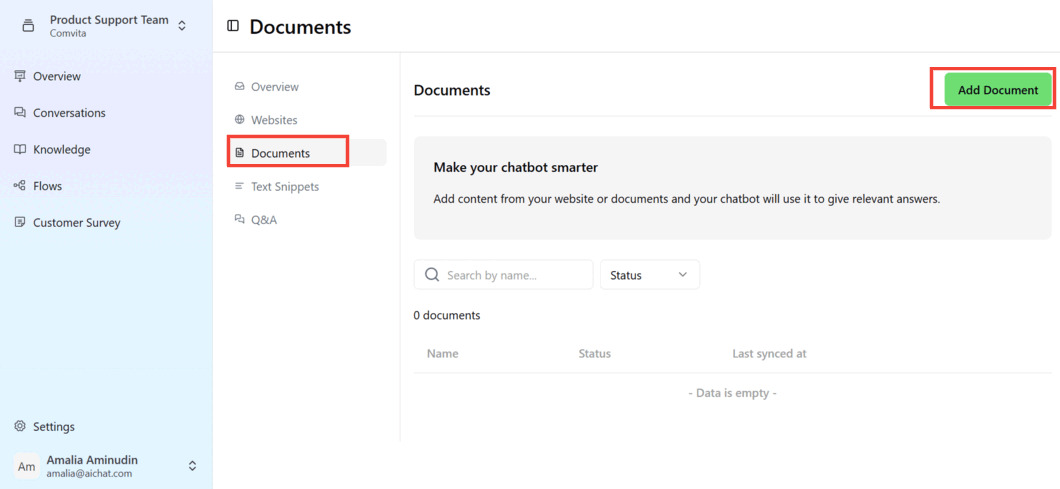 Product Support Team
Comvita
Overview
Conversations
Knowledge
Flows
Customer Survey
Settings
Am
Amalia Aminudin
amalia@aichat.com
Documents
Overview
Websites
Documents
Text Snippets
Q&A
Documents
Add Document
Make your chatbot smarter
Add content from your website or documents and your chatbot will use it to give relevant answers.
Search by name...
Status
0 documents
Name Status Last synced at
- Data is empty -